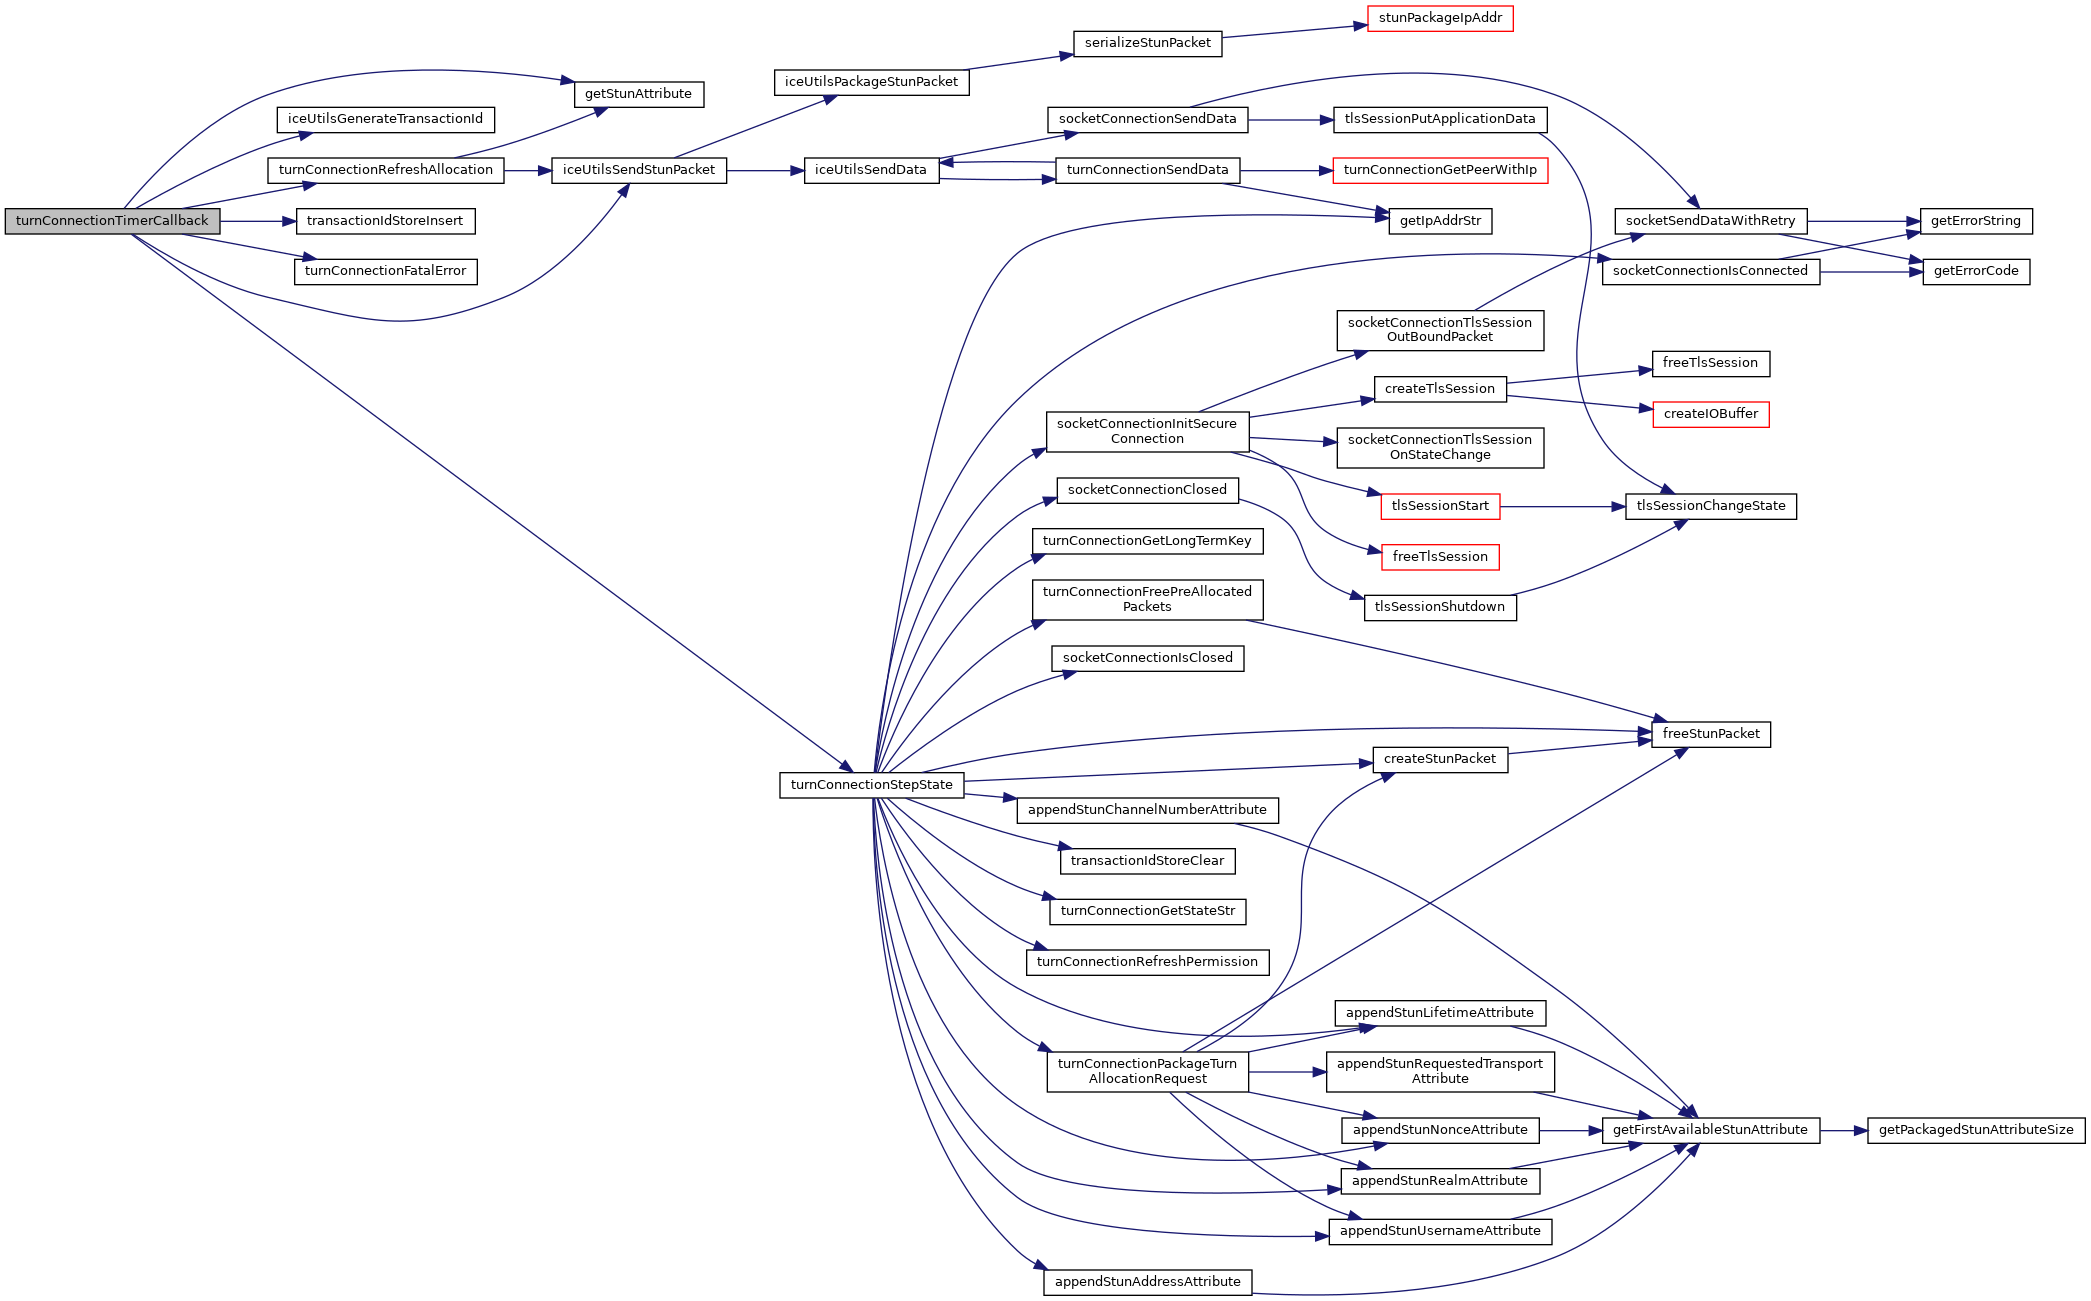 stunPackageIpAddr
serializeStunPacket
iceUtilsPackageStunPacket
getStunAttribute
iceUtilsGenerateTransactionId
socketConnectionSendData
tlsSessionPutApplicationData
turnConnectionRefreshAllocation
iceUtilsSendStunPacket
iceUtilsSendData
turnConnectionSendData
turnConnectionGetPeerWithIp
turnConnectionTimerCallback
transactionIdStoreInsert
getIpAddrStr
socketSendDataWithRetry
getErrorString
turnConnectionFatalError
socketConnectionIsConnected
getErrorCode
socketConnectionTlsSession
OutBoundPacket
freeTlsSession
createTlsSession
createIOBuffer
socketConnectionInitSecure
Connection
socketConnectionTlsSession
OnStateChange
socketConnectionClosed
tlsSessionStart
tlsSessionChangeState
turnConnectionGetLongTermKey
freeTlsSession
turnConnectionFreePreAllocated
Packets
tlsSessionShutdown
socketConnectionIsClosed
freeStunPacket
createStunPacket
turnConnectionStepState
appendStunChannelNumberAttribute
transactionIdStoreClear
turnConnectionGetStateStr
turnConnectionRefreshPermission
appendStunLifetimeAttribute
turnConnectionPackageTurn
AllocationRequest
appendStunRequestedTransport
Attribute
appendStunNonceAttribute
getFirstAvailableStunAttribute
getPackagedStunAttributeSize
appendStunRealmAttribute
appendStunUsernameAttribute
appendStunAddressAttribute